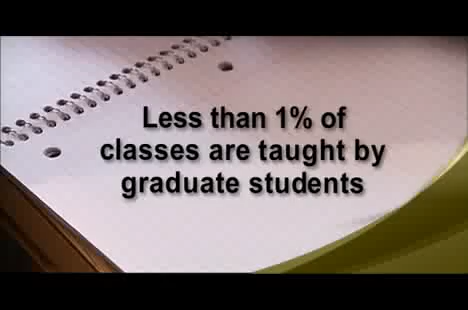 Less than 1% of
classes are taught by
graduate students